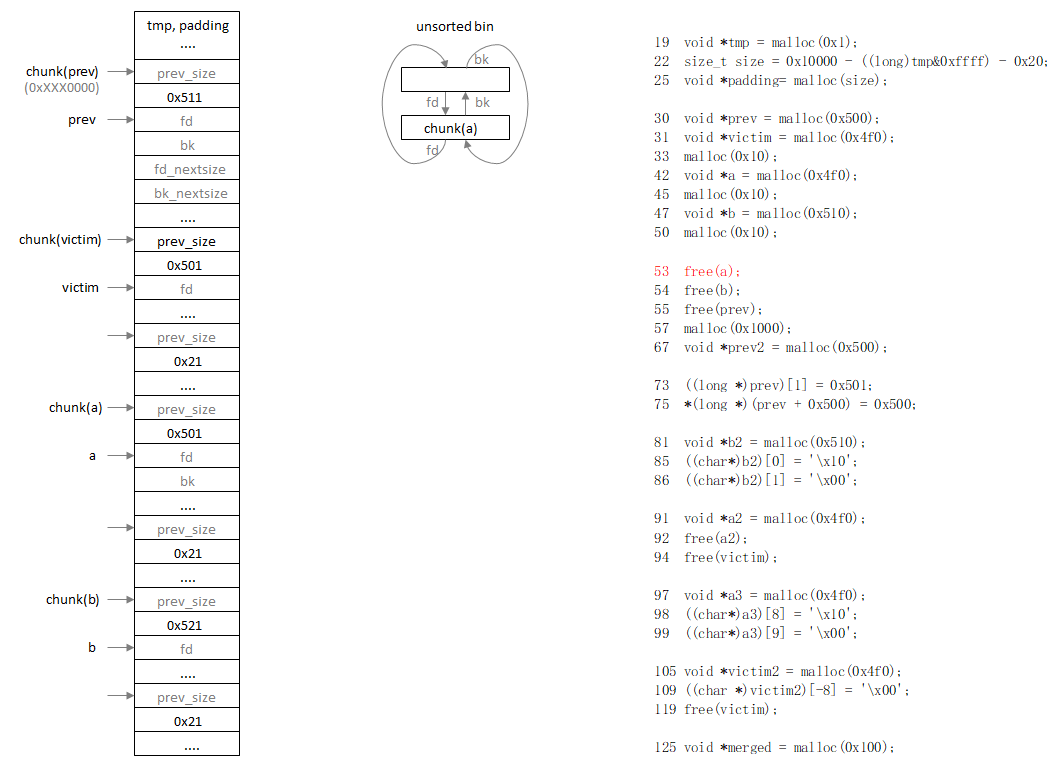 tmp, padding
....
chunk(prev)
(0xXXX0000)
prev_size
0x511
prev
fd
bk
fd_nextsize
bk_nextsize
....
chunk(victim)
prev_size
0x501
victim
fd
....
prev_size
0x21
....
chunk(a)
prev_size
0x501
a
fd
bk
....
prev_size
0x21
....
chunk(b)
prev_size
0x521
b
fd
....
prev_size
0x21
....
unsorted bin
bk
fd
bk
chunk(a)
fd
19 void *tmp = malloc(0x1);
22 size_t size = 0x10000 - ((long)tmp&0xffff) - 0x20;
25 void *padding= malloc(size);
30 void *prev = malloc(0x500);
31 void *victim = malloc(0x4f0);
33 malloc(0x10);
42 void *a = malloc(0x4f0);
45 malloc(0x10);
47 void *b = malloc(0x510);
50 malloc(0x10);
53 free(a);
54 free(b);
55 free(prev);
57 malloc(0x1000);
67 void *prev2 = malloc(0x500);
73 ((long *)prev)[1] = 0x501;
75 *(long *)(prev + 0x500) = 0x500;
81 void *b2 = malloc(0x510);
85 ((char*)b2)[0] = '\x10';
86 ((char*)b2)[1] = '\x00';
91 void *a2 = malloc(0x4f0);
92 free(a2);
94 free(victim);
97 void *a3 = malloc(0x4f0);
98 ((char*)a3)[8] = '\x10';
99 ((char*)a3)[9] = '\x00';
105 void *victim2 = malloc(0x4f0);
109 ((char *)victim2)[-8] = '\x00';
119 free(victim);
125 void *merged = malloc(0x100);